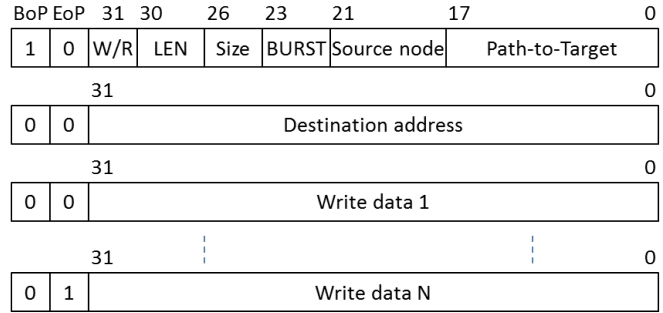 BoP EoP 31 30 26 23 21 17 0
1 0 W/R LEN Size BURST Source node Path-to-Target
31 0
0 0 Destination address
31 0
0 0 Write data 1
31 0
0 1 Write data N